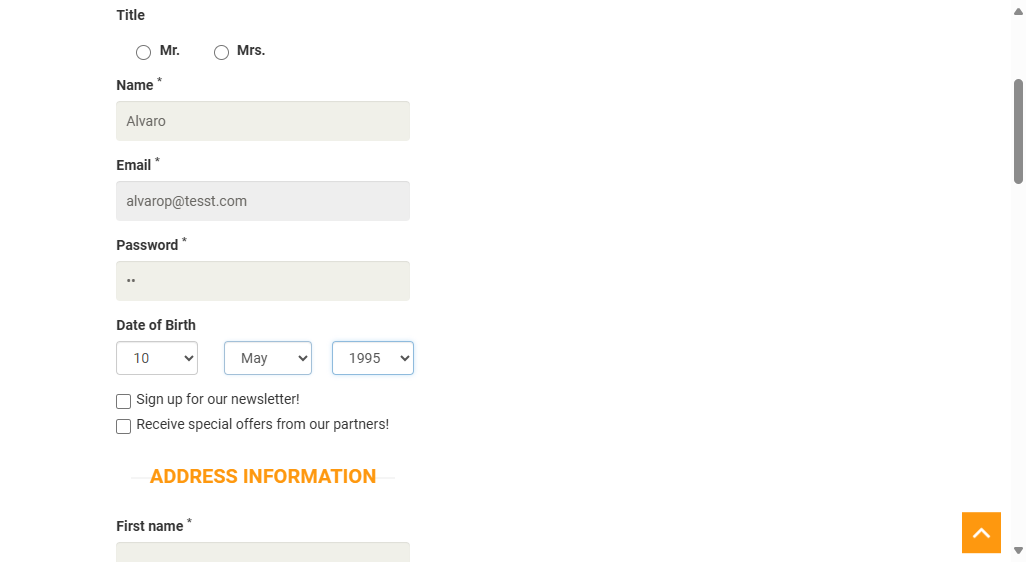 Title
Mr. Mrs.
Name *
Alvaro
Email *
alvarop@tesst.com
Password *
••
Date of Birth
10 May 1995
Sign up for our newsletter!
Receive special offers from our partners!
ADDRESS INFORMATION
First name *